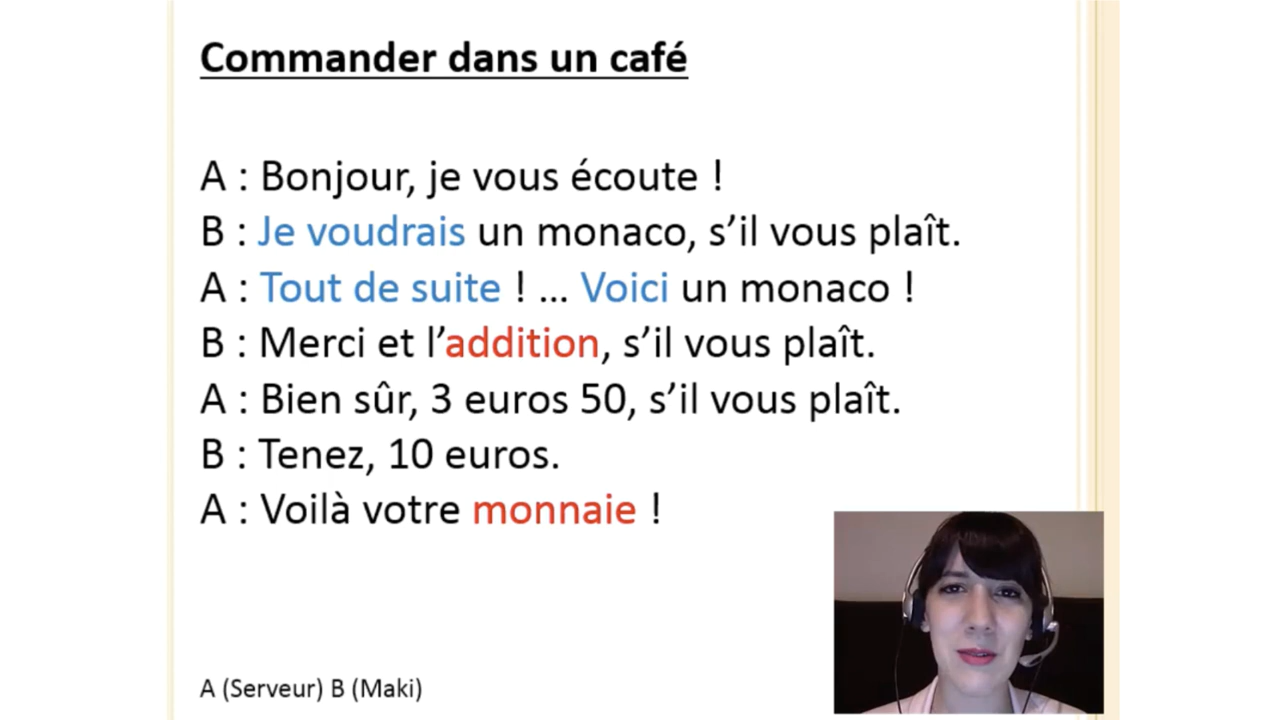 Commander dans un café
A : Bonjour, je vous écoute !
B : Je voudrais un monaco, s’il vous plaît.
A : Tout de suite ! ... Voici un monaco !
B : Merci et l’addition, s’il vous plaît.
A : Bien sûr, 3 euros 50, s’il vous plaît.
B : Tenez, 10 euros.
A : Voilà votre monnaie !
A (Serveur) B (Maki)